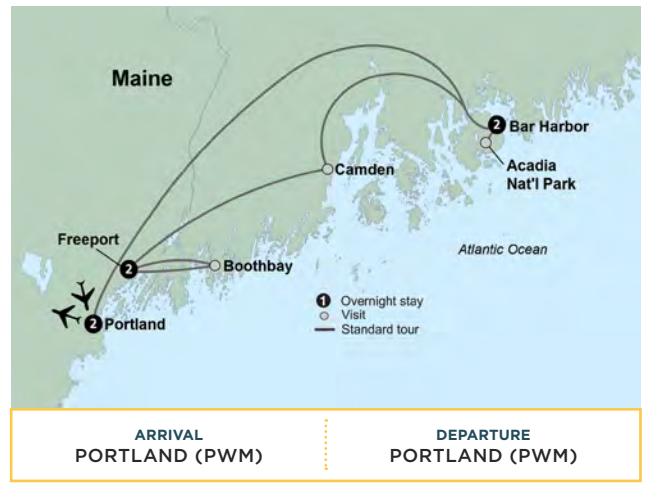 Maine
2
Bar Harbor
Acadia
Nat'l Park
Camden
Freeport
2
Boothbay
Atlantic Ocean
2
Portland
1 Overnight stay
Visit
Standard tour
ARRIVAL
PORTLAND (PWM)
DEPARTURE
PORTLAND (PWM)